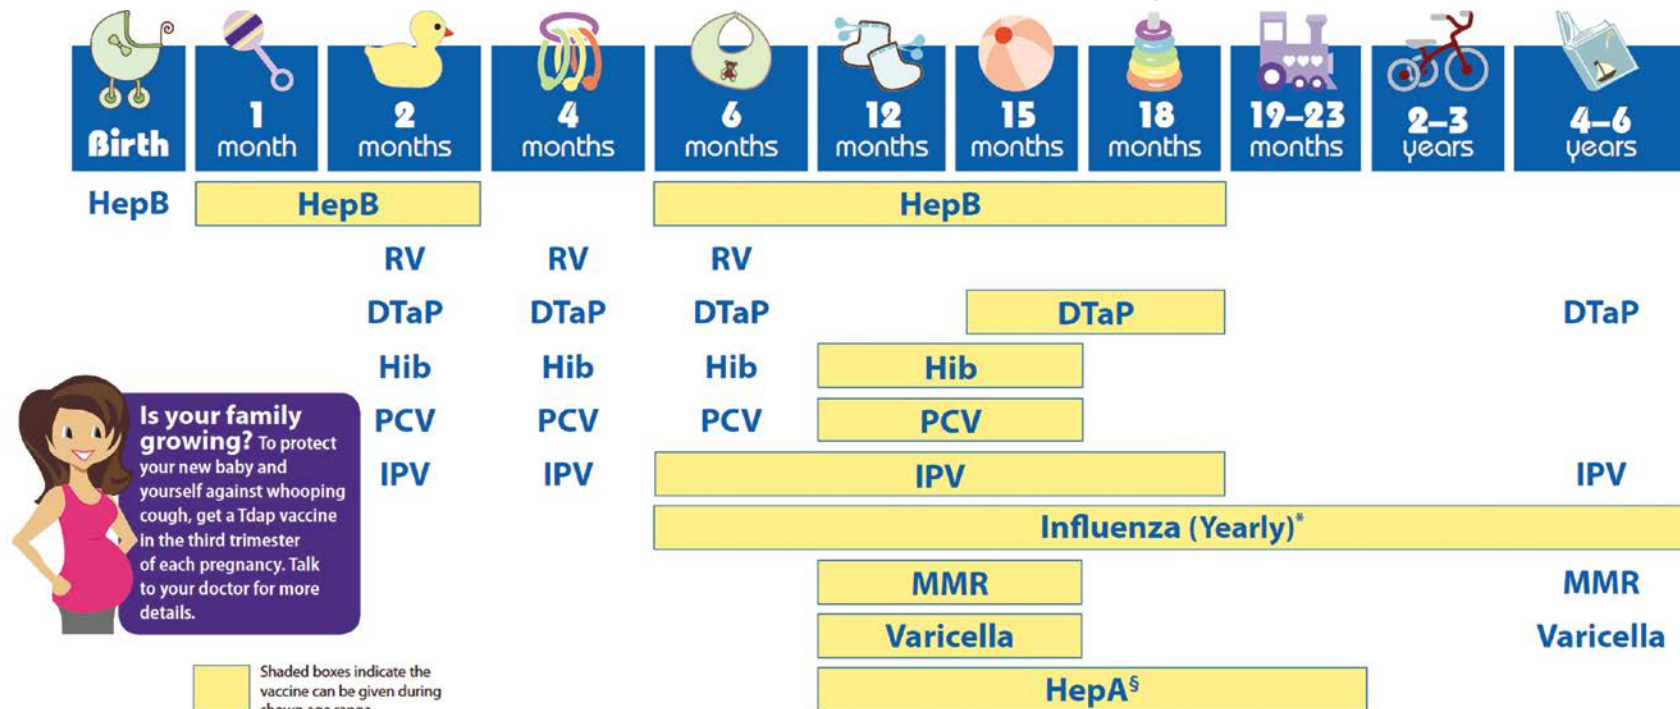 Birth
1 month
2 months
4 months
6 months
12 months
15 months
18 months
19–23 months
2–3 years
4–6 years
HepB HepB HepB
RV RV RV
DTaP DTaP DTaP DTaP DTaP
Hib Hib Hib Hib
PCV PCV PCV PCV
IPV IPV IPV IPV
Influenza (Yearly)*
MMR MMR
Varicella Varicella
HepA§
Is your family
growing? To protect
your new baby and
yourself against whooping
cough, get a Tdap vaccine
in the third trimester
of each pregnancy. Talk
to your doctor for more
details.
Shaded boxes indicate the
vaccine can be given during
shown age range